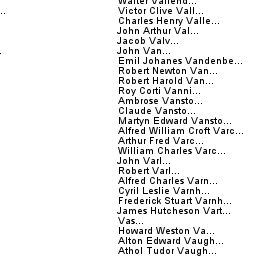 Walter Vallend...
Victor Clive Vall...
Charles Henry Valle...
John Arthur Val...
Jacob Valv...
John Van...
Emil Johanes Vandenbe...
Robert Newton Van...
Robert Harold Van...
Roy Corti Vanni...
Ambrose Vansto...
Claude Vansto...
Martyn Edward Vansto...
Alfred William Croft Varc...
Arthur Fred Varc...
William Charles Varc...
John Varl...
Robert Varl...
Alfred Charles Varn...
Cyril Leslie Varnh...
Frederick Stuart Varnh...
James Hutcheson Vart...
Vas...
Howard Weston Va...
Alton Edward Vaugh...
Athol Tudor Vaugh...